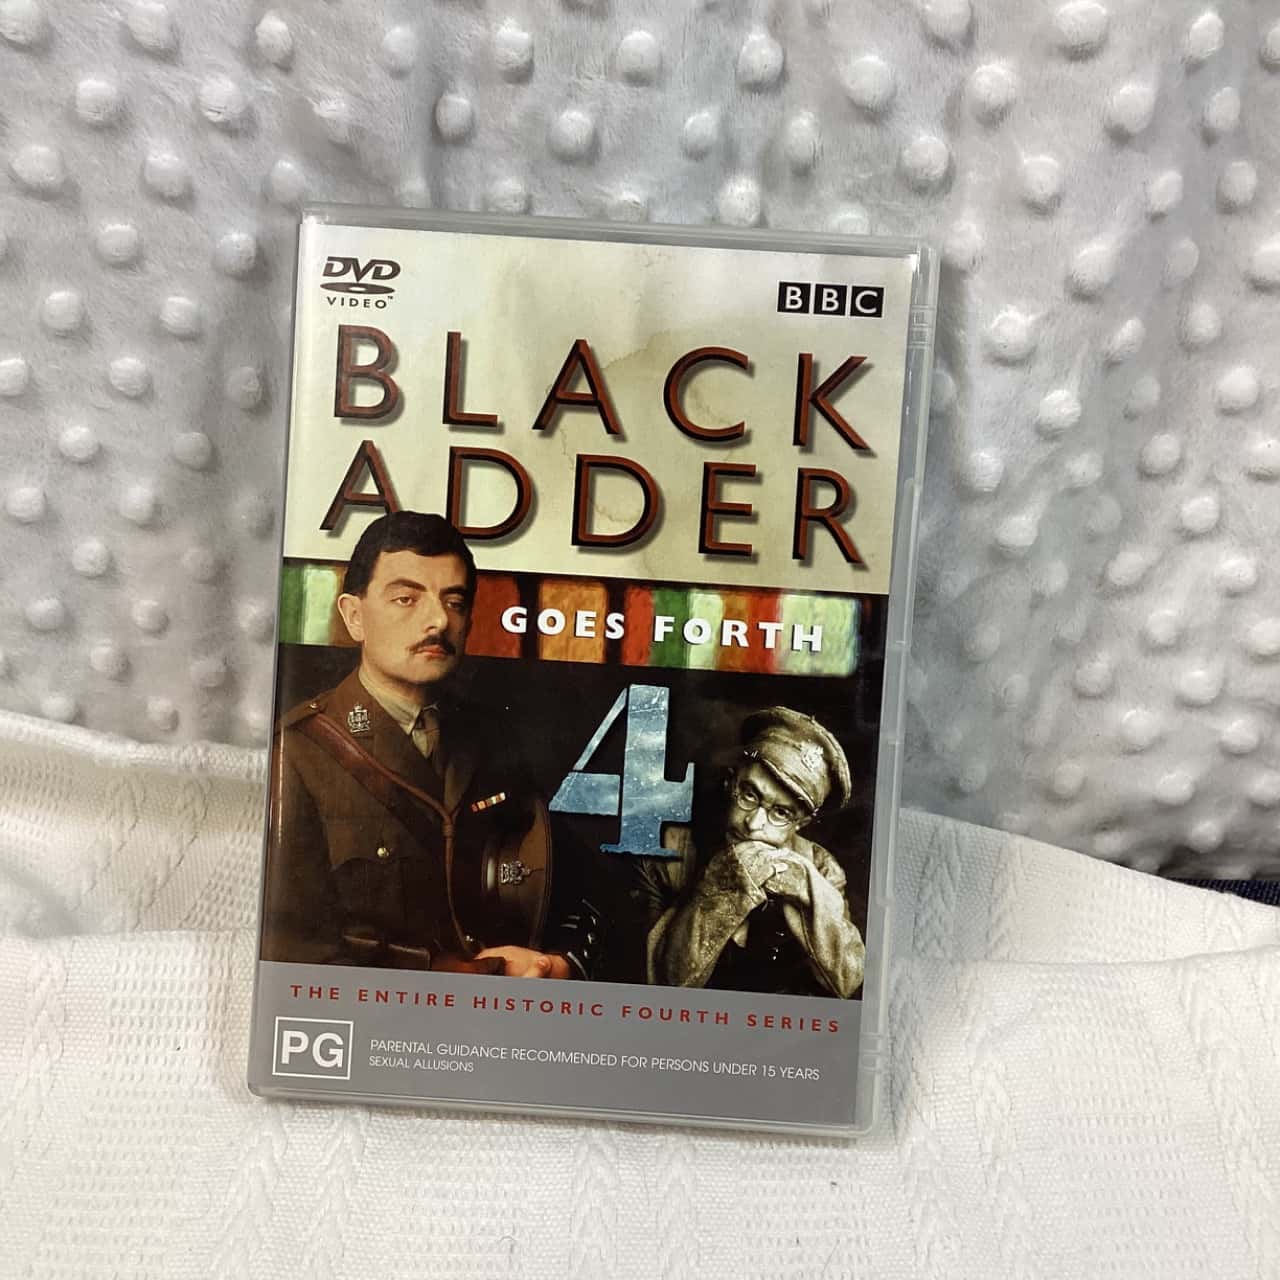 DVD
VIDEO™
BBC
BLACK
ADDER
GOES FORTH
4
THE ENTIRE HISTORIC FOURTH SERIES
PG
PARENTAL GUIDANCE RECOMMENDED FOR PERSONS UNDER 15 YEARS
SEXUAL ALLUSIONS